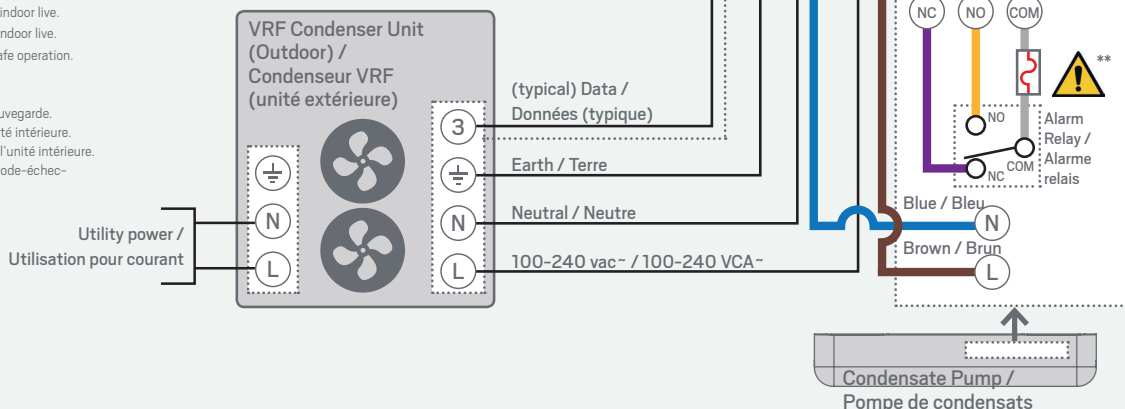 indoor live.
ndoor live.
afe operation.
uvegarde.
té intérieure.
l'unité intérieure.
ode-échec-
Utility power /
Utilisation pour courant
VRF Condenser Unit
(Outdoor) /
Condenseur VRF
(unité extérieure)
N
L
3
N
L
(typical) Data /
Données (typique)
Earth / Terre
Neutral / Neutre
100-240 vac~ / 100-240 VCA~
NC
NO
COM
**
NO
COM
NC
Alarm
Relay /
Alarme
relais
Blue / Bleu
N
Brown / Brun
L
Condensate Pump /
Pompe de condensats